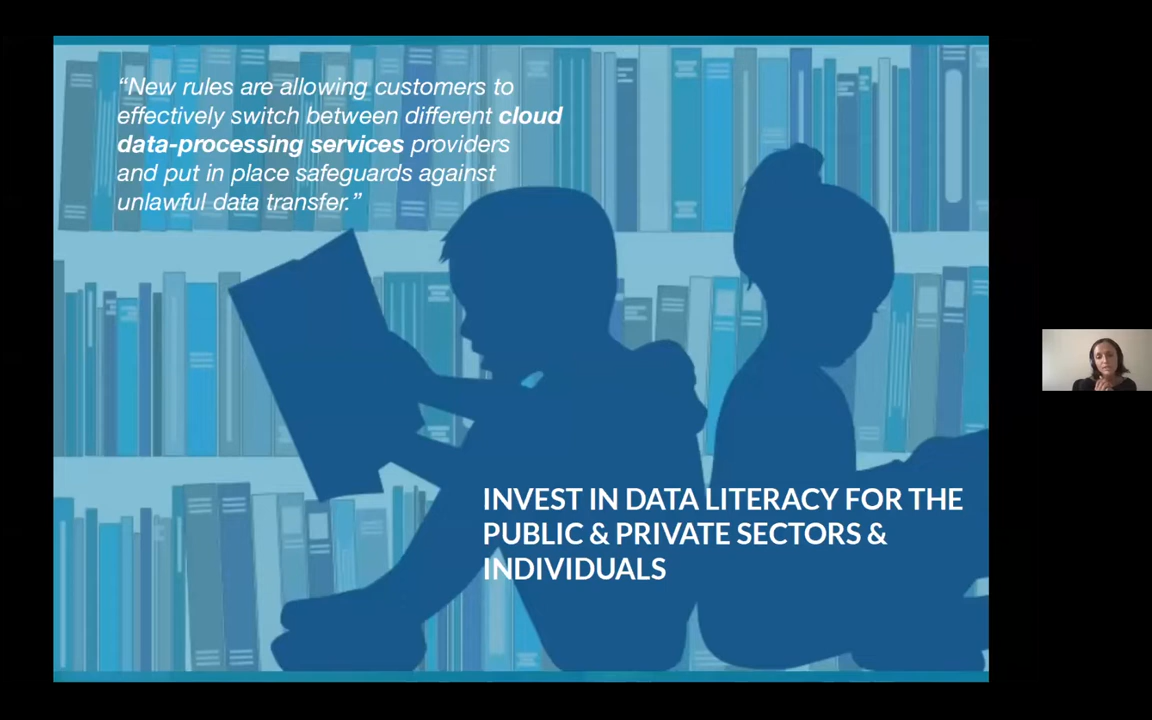 “New rules are allowing customers to
effectively switch between different cloud
data-processing services providers
and put in place safeguards against
unlawful data transfer.”
INVEST IN DATA LITERACY FOR THE
PUBLIC & PRIVATE SECTORS &
INDIVIDUALS